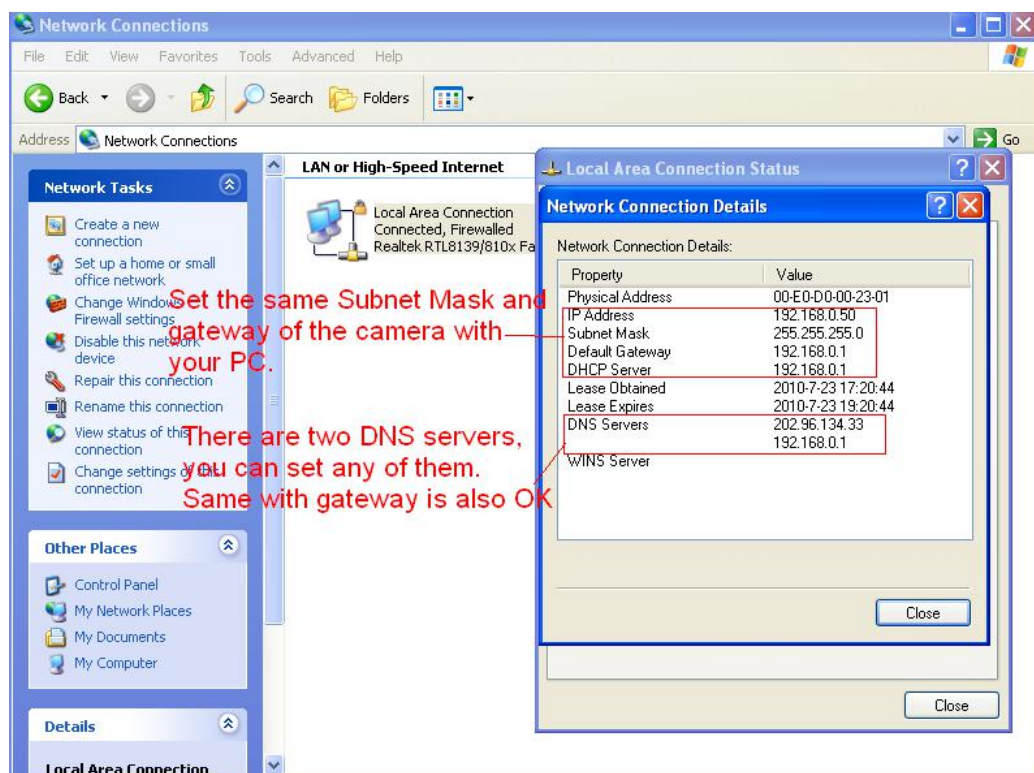 Network Connections
File Edit View Favorites Tools Advanced Help
Back Search Folders
Address Network Connections Go
Network Tasks
Create a new
connection
Set up a home or small
office network
Change Windows
Firewall settings
Disable this network
device
Repair this connection
Rename this connection
View status of this
connection
Change settings of this
connection
Other Places
Control Panel
My Network Places
My Documents
My Computer
Details
Local Area Connection
LAN or High-Speed Internet
Local Area Connection
Connected, Firewalled
Realtek RTL8139/810x Fa
Set the same Subnet Mask and
gateway of the camera with
your PC.
There are two DNS servers,
you can set any of them.
Same with gateway is also OK
Local Area Connection Status
Network Connection Details
Network Connection Details:
Property Value
Physical Address 00-E0-D0-00-23-01
IP Address 192.168.0.50
Subnet Mask 255.255.255.0
Default Gateway 192.168.0.1
DHCP Server 192.168.0.1
Lease Obtained 2010-7-23 17:20:44
Lease Expires 2010-7-23 19:20:44
DNS Servers 202.96.134.33
192.168.0.1
WINS Server
Close
Close